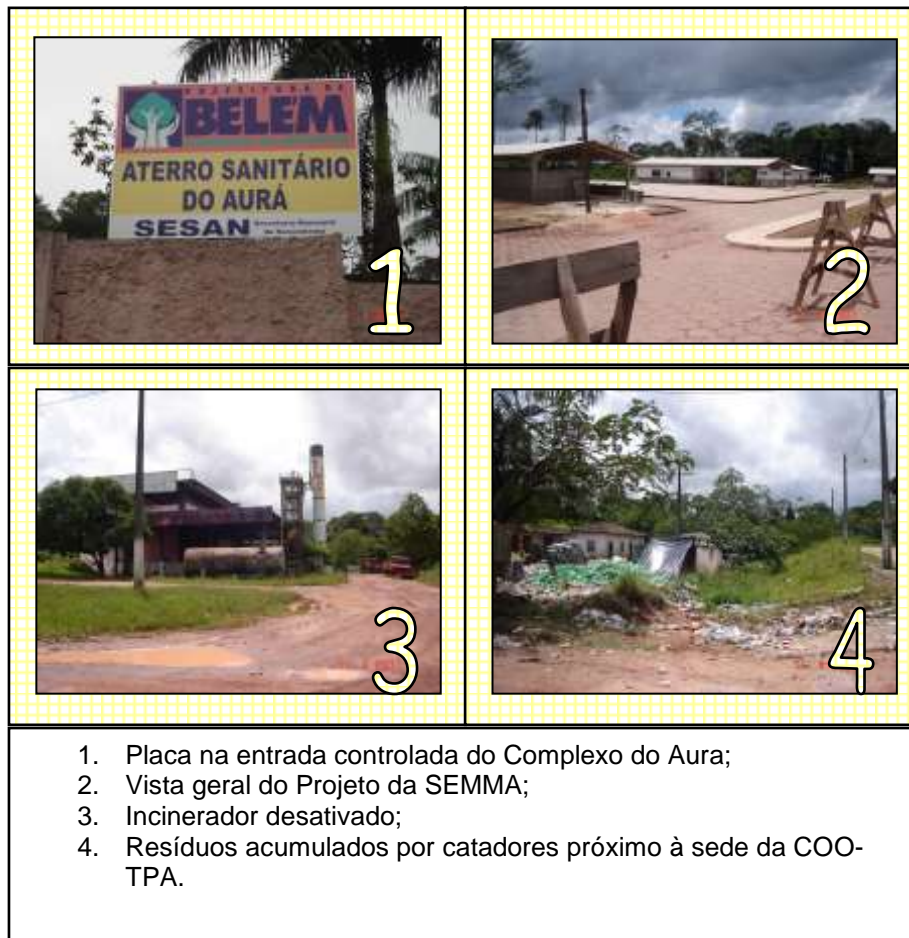 PREFEITURA DE
BELEM
ATERRO SANITÁRIO
DO AURÁ
SESAN
1
2
3
4
1. Placa na entrada controlada do Complexo do Aura;
2. Vista geral do Projeto da SEMMA;
3. Incinerador desativado;
4. Resíduos acumulados por catadores próximo à sede da COO-
TPA.